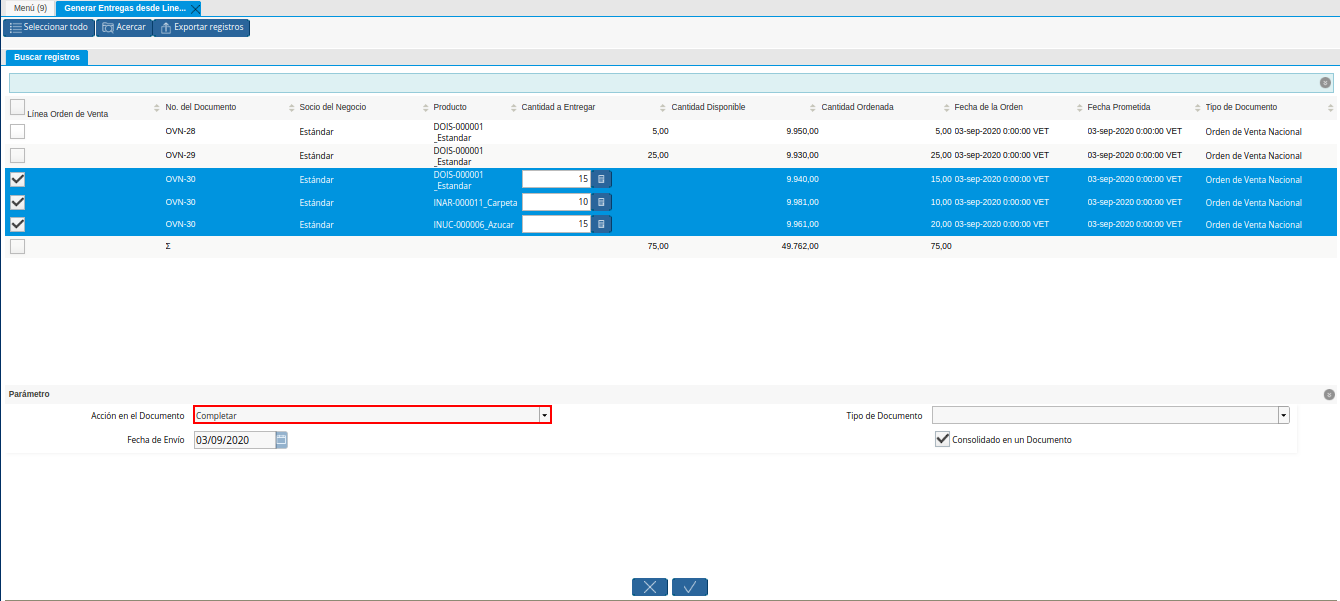 Menú (9) Generar Entregas desde Line...
Seleccionar todo Acercar Exportar registros
Buscar registros
Línea Orden de Venta No. del Documento Socio del Negocio Producto Cantidad a Entregar Cantidad Disponible Cantidad Ordenada Fecha de la Orden Fecha Prometida Tipo de Documento
OVN-28 Estándar DOIS-000001 5,00 9.950,00 5,00 03-sep-2020 0:00:00 VET 03-sep-2020 0:00:00 VET Orden de Venta Nacional
_Estandar
OVN-29 Estándar DOIS-000001 25,00 9.930,00 25,00 03-sep-2020 0:00:00 VET 03-sep-2020 0:00:00 VET Orden de Venta Nacional
_Estandar
OVN-30 Estándar DOIS-000001 15 9.940,00 15,00 03-sep-2020 0:00:00 VET 03-sep-2020 0:00:00 VET Orden de Venta Nacional
_Estandar
OVN-30 Estándar INAR-000011_Carpeta 10 9.981,00 10,00 03-sep-2020 0:00:00 VET 03-sep-2020 0:00:00 VET Orden de Venta Nacional
OVN-30 Estándar INUC-000006_Azucar 15 9.961,00 20,00 03-sep-2020 0:00:00 VET 03-sep-2020 0:00:00 VET Orden de Venta Nacional
Σ 75,00 49.762,00 75,00
Parámetro
Acción en el Documento Completar Tipo de Documento
Fecha de Envío 03/09/2020 Consolidado en un Documento